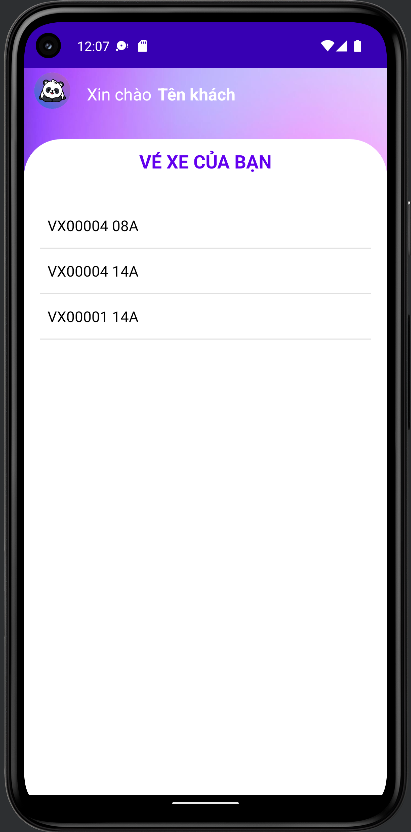 12:07
Xin chào Tên khách
VÉ XE CỦA BẠN
VX00004 08A
VX00004 14A
VX00001 14A